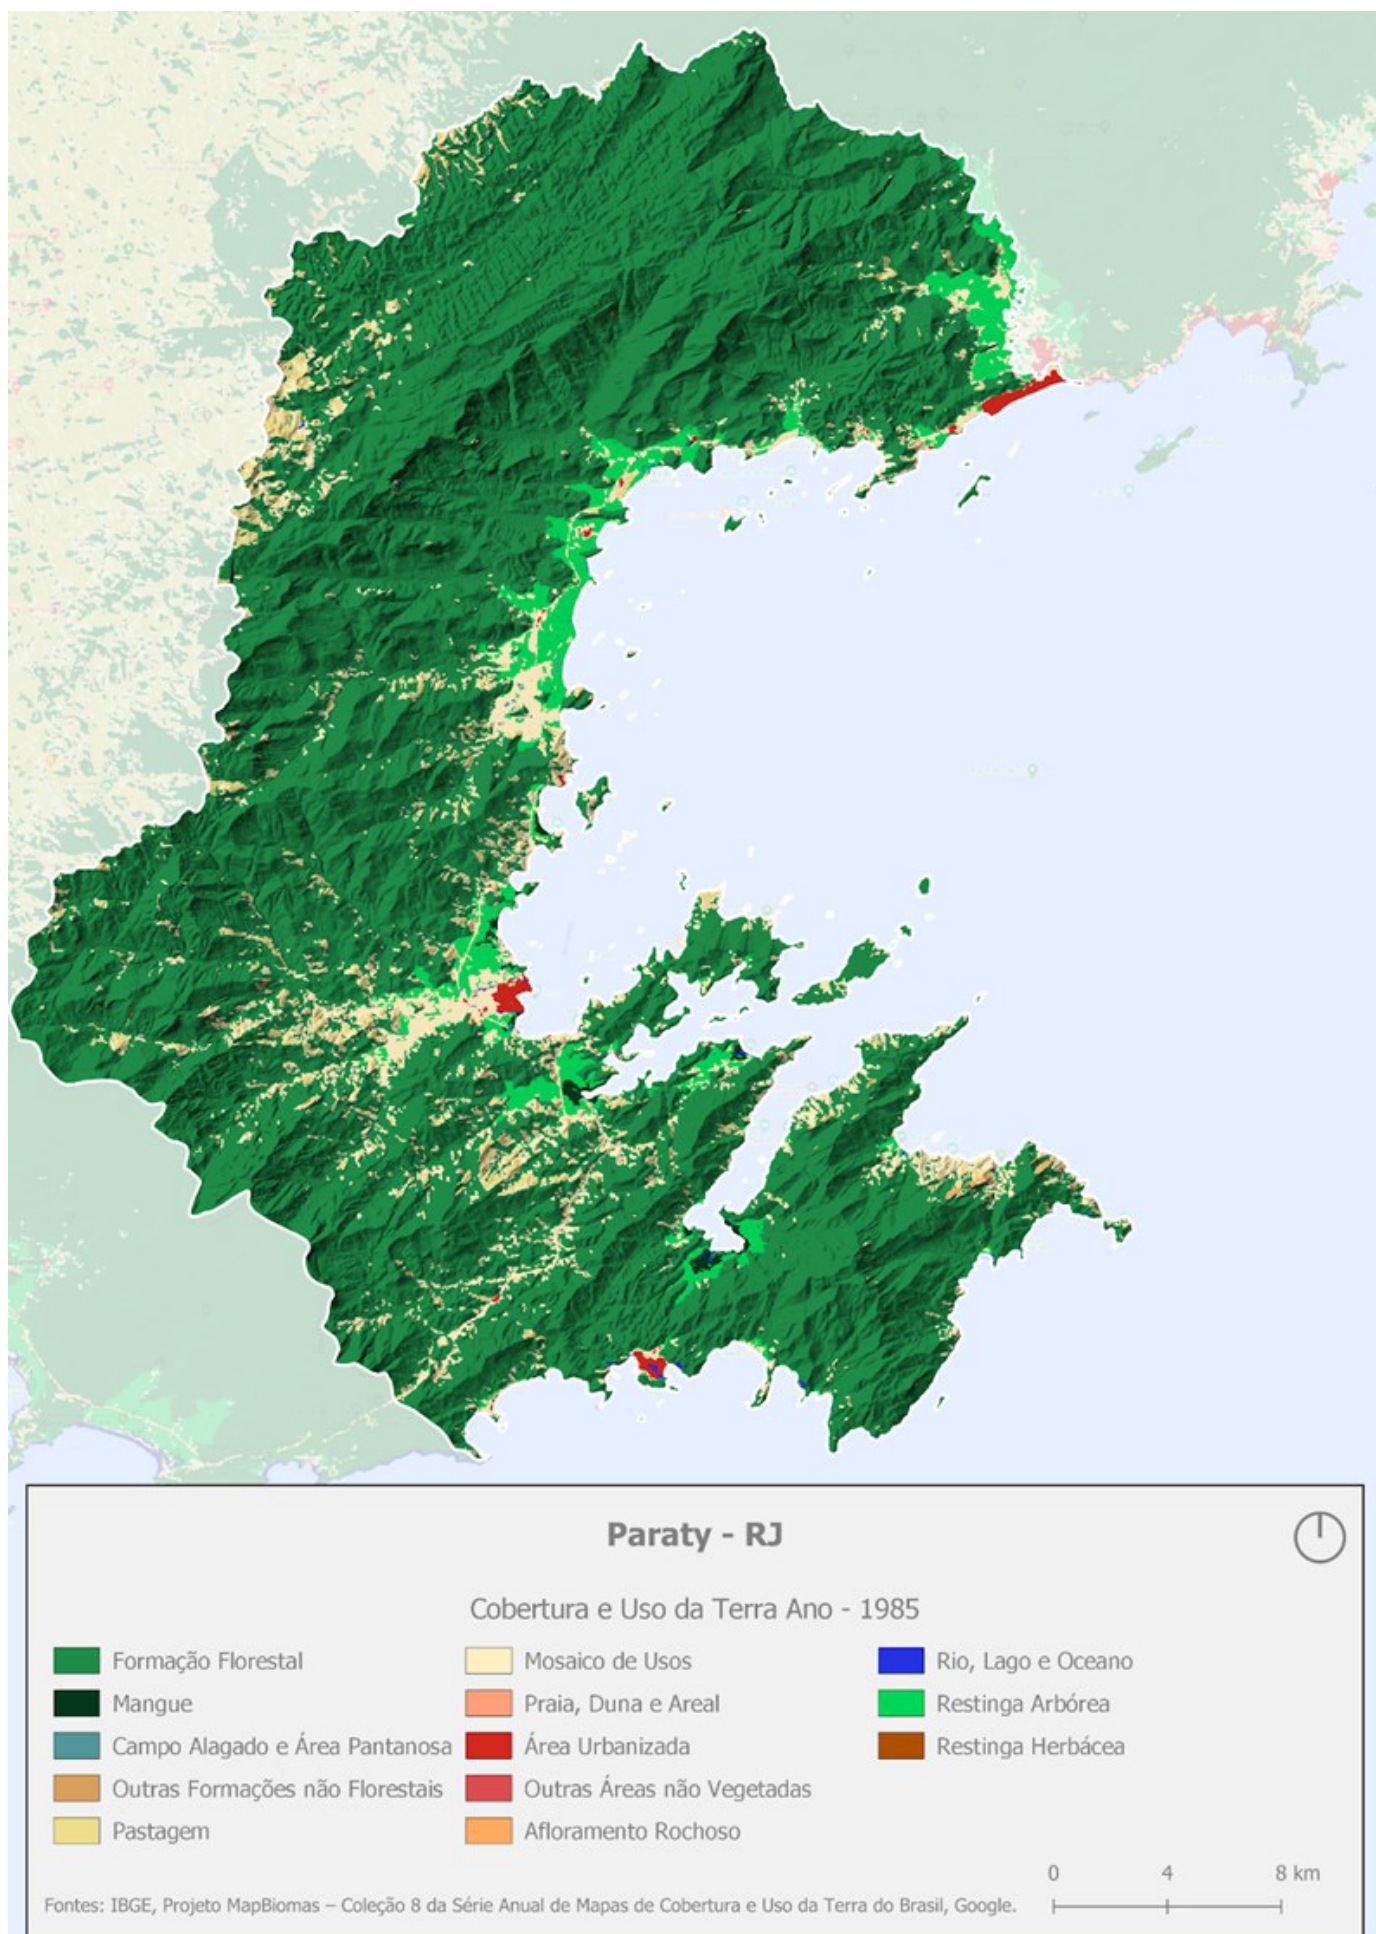 Paraty - RJ
Cobertura e Uso da Terra Ano - 1985
Formação Florestal
Mangue
Campo Alagado e Área Pantanosa
Outras Formações não Florestais
Pastagem
Mosaico de Usos
Praia, Duna e Areal
Área Urbanizada
Outras Áreas não Vegetadas
Afloramento Rochoso
Rio, Lago e Oceano
Restinga Arbórea
Restinga Herbácea
0 4 8 km
Fontes: IBGE, Projeto MapBiomas – Coleção 8 da Série Anual de Mapas de Cobertura e Uso da Terra do Brasil, Google.